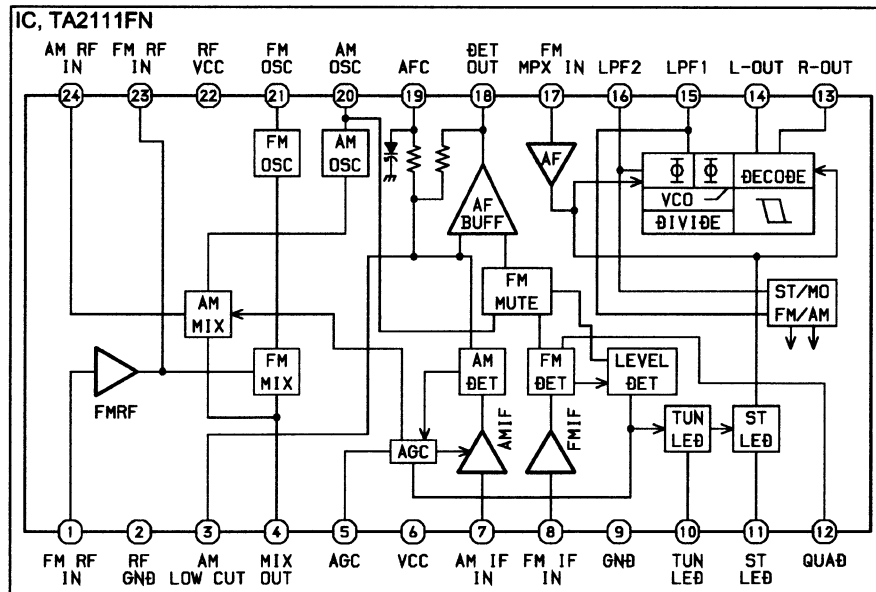 IC, TA2111FN
AM RF IN
FM RF IN
RF VCC
FM OSC
AM OSC
AFC
DET OUT
FM MPX IN
LPF2
LPF1
L-OUT
R-OUT
24
23
22
21
20
19
18
17
16
15
14
13
FM OSC
AM OSC
AF
DECODE
VCO
DIVIDE
AF BUFF
AM MIX
FM MUTE
ST/MO
FM/AM
FM MIX
AM DET
FM DET
LEVEL DET
FMRF
AMIF
FMIF
AGC
TUN LED
ST LED
1
2
3
4
5
6
7
8
9
10
11
12
FM RF IN
RF GND
AM LOW CUT
MIX OUT
AGC
VCC
AM IF IN
FM IF IN
GND
TUN LED
ST LED
QUAD